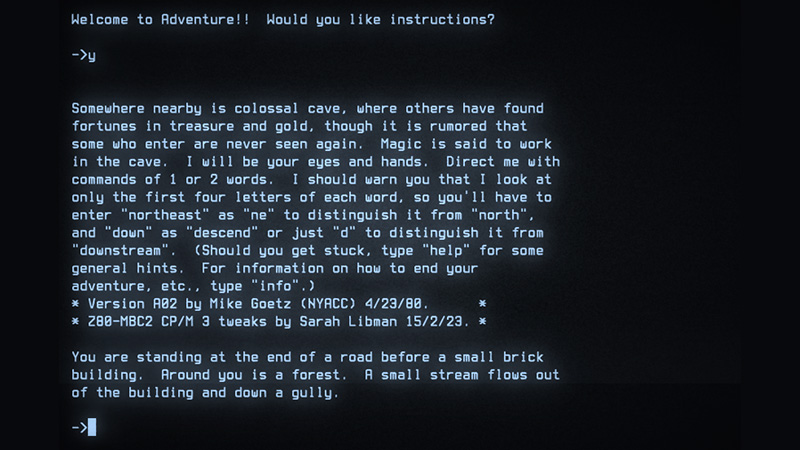 Welcome to Adventure!!  Would you like instructions?
->y
Somewhere nearby is colossal cave, where others have found
fortunes in treasure and gold, though it is rumored that
some who enter are never seen again.  Magic is said to work
in the cave.  I will be your eyes and hands.  Direct me with
commands of 1 or 2 words.  I should warn you that I look at
only the first four letters of each word, so you'll have to
enter "northeast" as "ne" to distinguish it from "north",
and "down" as "descend" or just "d" to distinguish it from
"downstream".  (Should you get stuck, type "help" for some
general hints.  For information on how to end your
adventure, etc., type "info".)
* Version A02 by Mike Goetz (NYACC) 4/23/80.      *
* Z80-MBC2 CP/M 3 tweaks by Sarah Libman 15/2/23. *
You are standing at the end of a road before a small brick
building.  Around you is a forest.  A small stream flows out
of the building and down a gully.
->